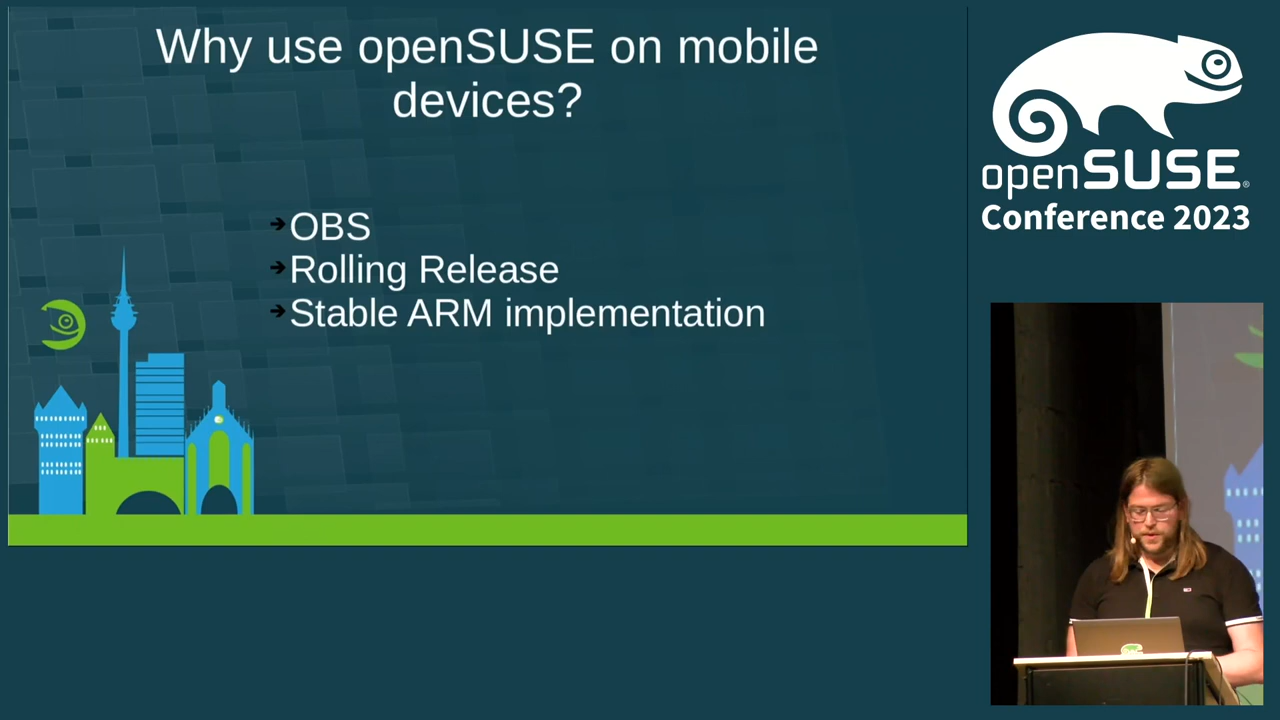 Why use openSUSE on mobile
devices?
OBS
Rolling Release
Stable ARM implementation
openSUSE®
Conference 2023